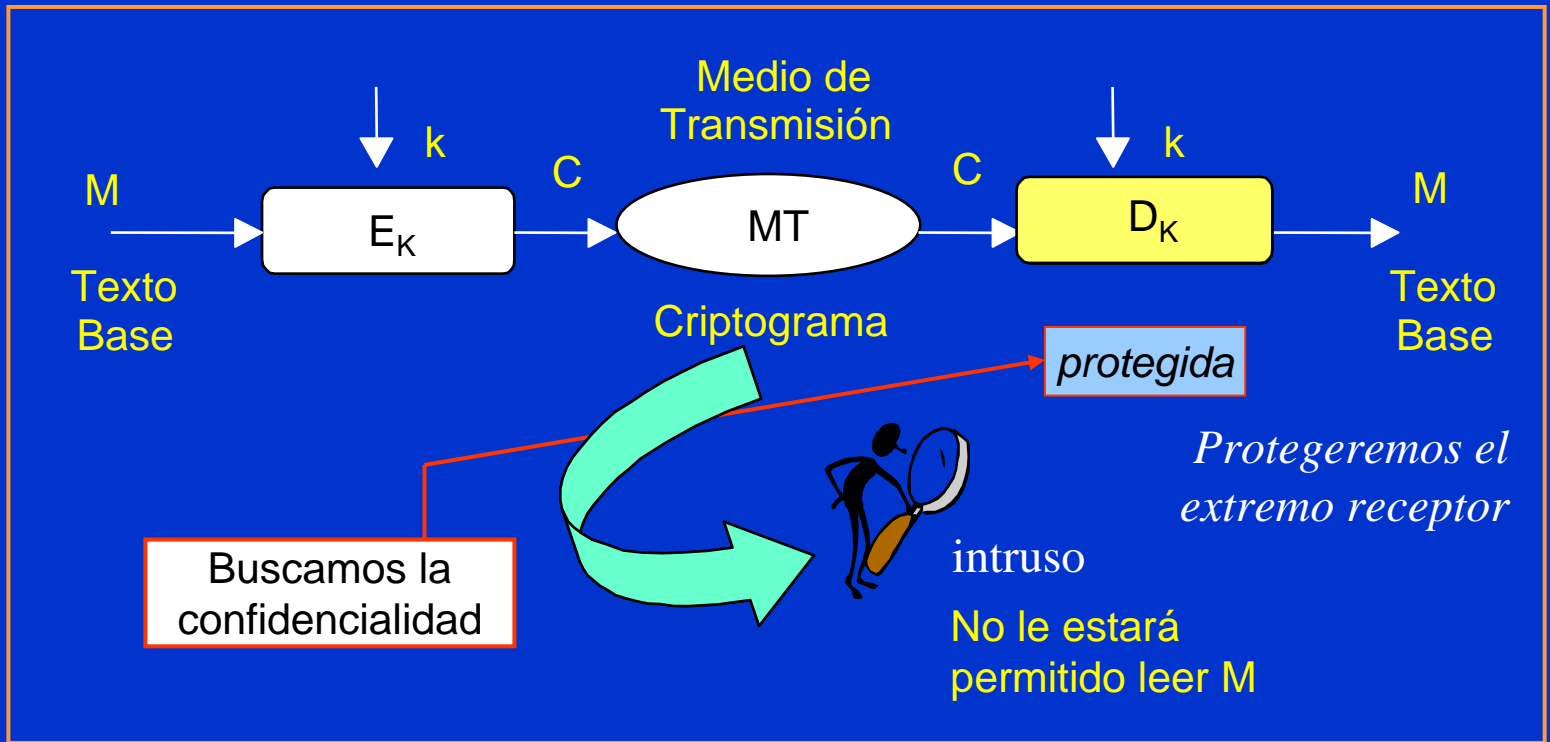 Medio de
Transmisión
k
k
M
C
C
M
E_K
MT
D_K
Texto
Base
Criptograma
Texto
Base
protegida
Protegeremos el
extremo receptor
Buscamos la
confidencialidad
intruso
No le estará
permitido leer M